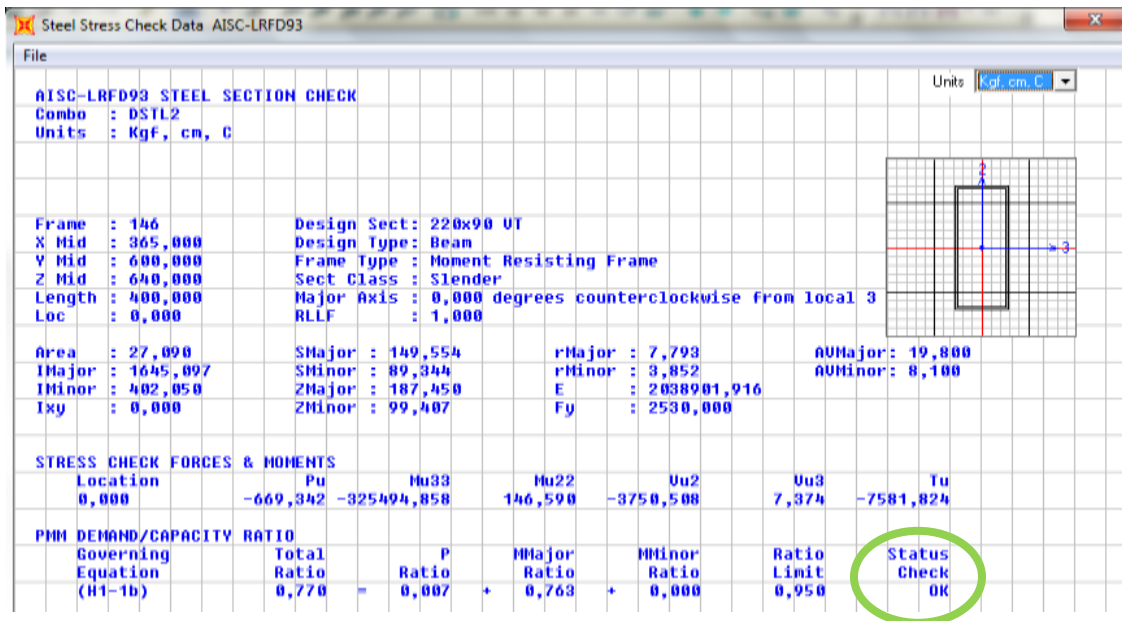 Steel Stress Check Data AISC-LRFD93
File
Units Kgf, cm, C
AISC-LRFD93 STEEL SECTION CHECK
Combo : DSTL2
Units : Kgf, cm, C
2
3
Frame : 146 Design Sect: 220x90 VT
X Mid : 365,000 Design Type: Beam
Y Mid : 600,000 Frame Type : Moment Resisting Frame
Z Mid : 640,000 Sect Class : Slender
Length : 400,000 Major Axis : 0,000 degrees counterclockwise from local 3
Loc : 0,000 RLLF : 1,000
Area : 27,090 SMajor : 149,554 rMajor : 7,793 AVMajor: 19,800
IMajor : 1645,097 SMinor : 89,344 rMinor : 3,852 AVMinor: 8,100
IMinor : 402,050 ZMajor : 187,450 E : 2038901,916
Ixy : 0,000 ZMinor : 99,407 Fy : 2530,000
STRESS CHECK FORCES & MOMENTS
Location Pu Mu33 Mu22 Vu2 Vu3 Tu
0,000 -669,342 -325494,858 146,590 -3750,508 7,374 -7581,824
PMM DEMAND/CAPACITY RATIO
Governing Total P MMajor MMinor Ratio Status
Equation Ratio Ratio Ratio Ratio Limit Check
(H1-1b) 0,770 = 0,007 + 0,763 + 0,000 0,950 OK